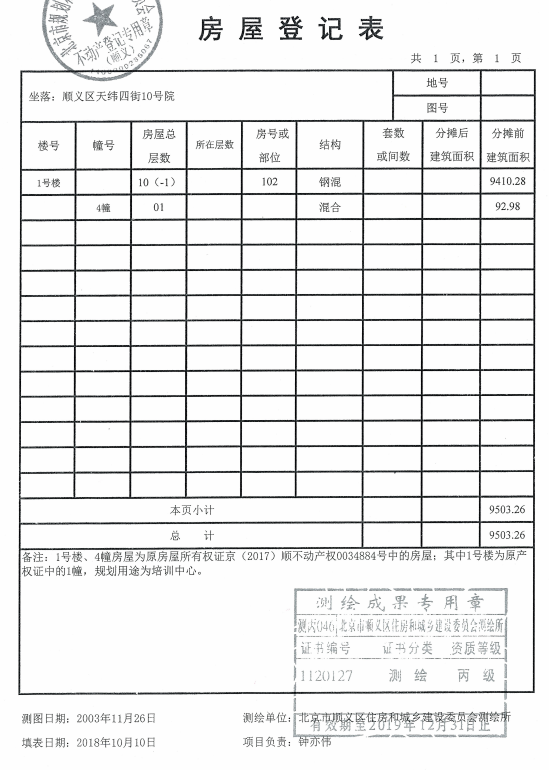 不动产登记专用章
（顺义）
房屋登记表
共 1 页，第 1 页
坐落：顺义区天纬四街10号院 地号
图号
楼号 幢号 房屋总层数 所在层数 房号或部位 结构 套数或间数 分摊后建筑面积 分摊前建筑面积
1号楼 10（-1） 102 钢混 9410.28
4幢 01 混合 92.98
本页小计 9503.26
总 计 9503.26
备注：1号楼、4幢房屋为原房屋所有权证京（2017）顺不动产权0034884号中的房屋；其中1号楼为原产
权证中的1幢，规划用途为培训中心。
测绘成果专用章
测丙046 北京市顺义区住房和城乡建设委员会测绘所
证书编号 证书分类 资质等级
1120127 测绘 丙级
有效期至2019年12月31日止
测图日期：2003年11月26日 测绘单位：北京市顺义区住房和城乡建设委员会测绘所
填表日期：2018年10月10日 项目负责：钟亦伟